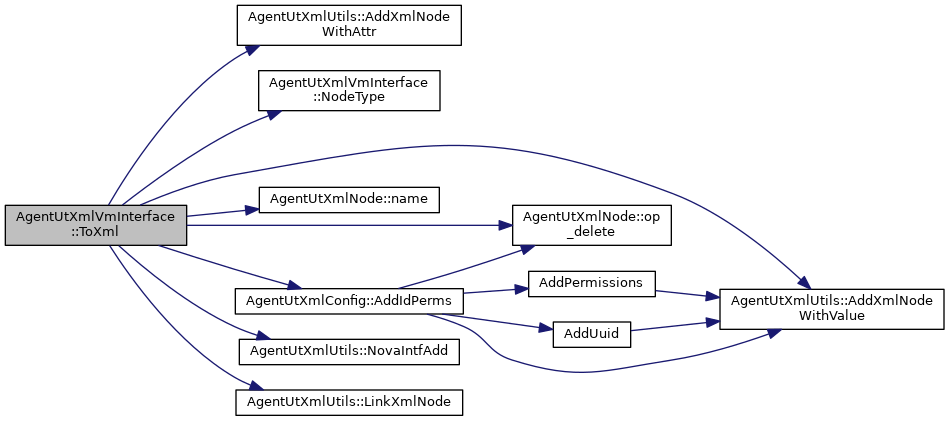 AgentUtXmlUtils::AddXmlNode
WithAttr
AgentUtXmlVmInterface
::NodeType
AgentUtXmlVmInterface
::ToXml
AgentUtXmlNode::name
AgentUtXmlNode::op
_delete
AgentUtXmlConfig::AddIdPerms
AddPermissions
AddUuid
AgentUtXmlUtils::AddXmlNode
WithValue
AgentUtXmlUtils::NovaIntfAdd
AgentUtXmlUtils::LinkXmlNode